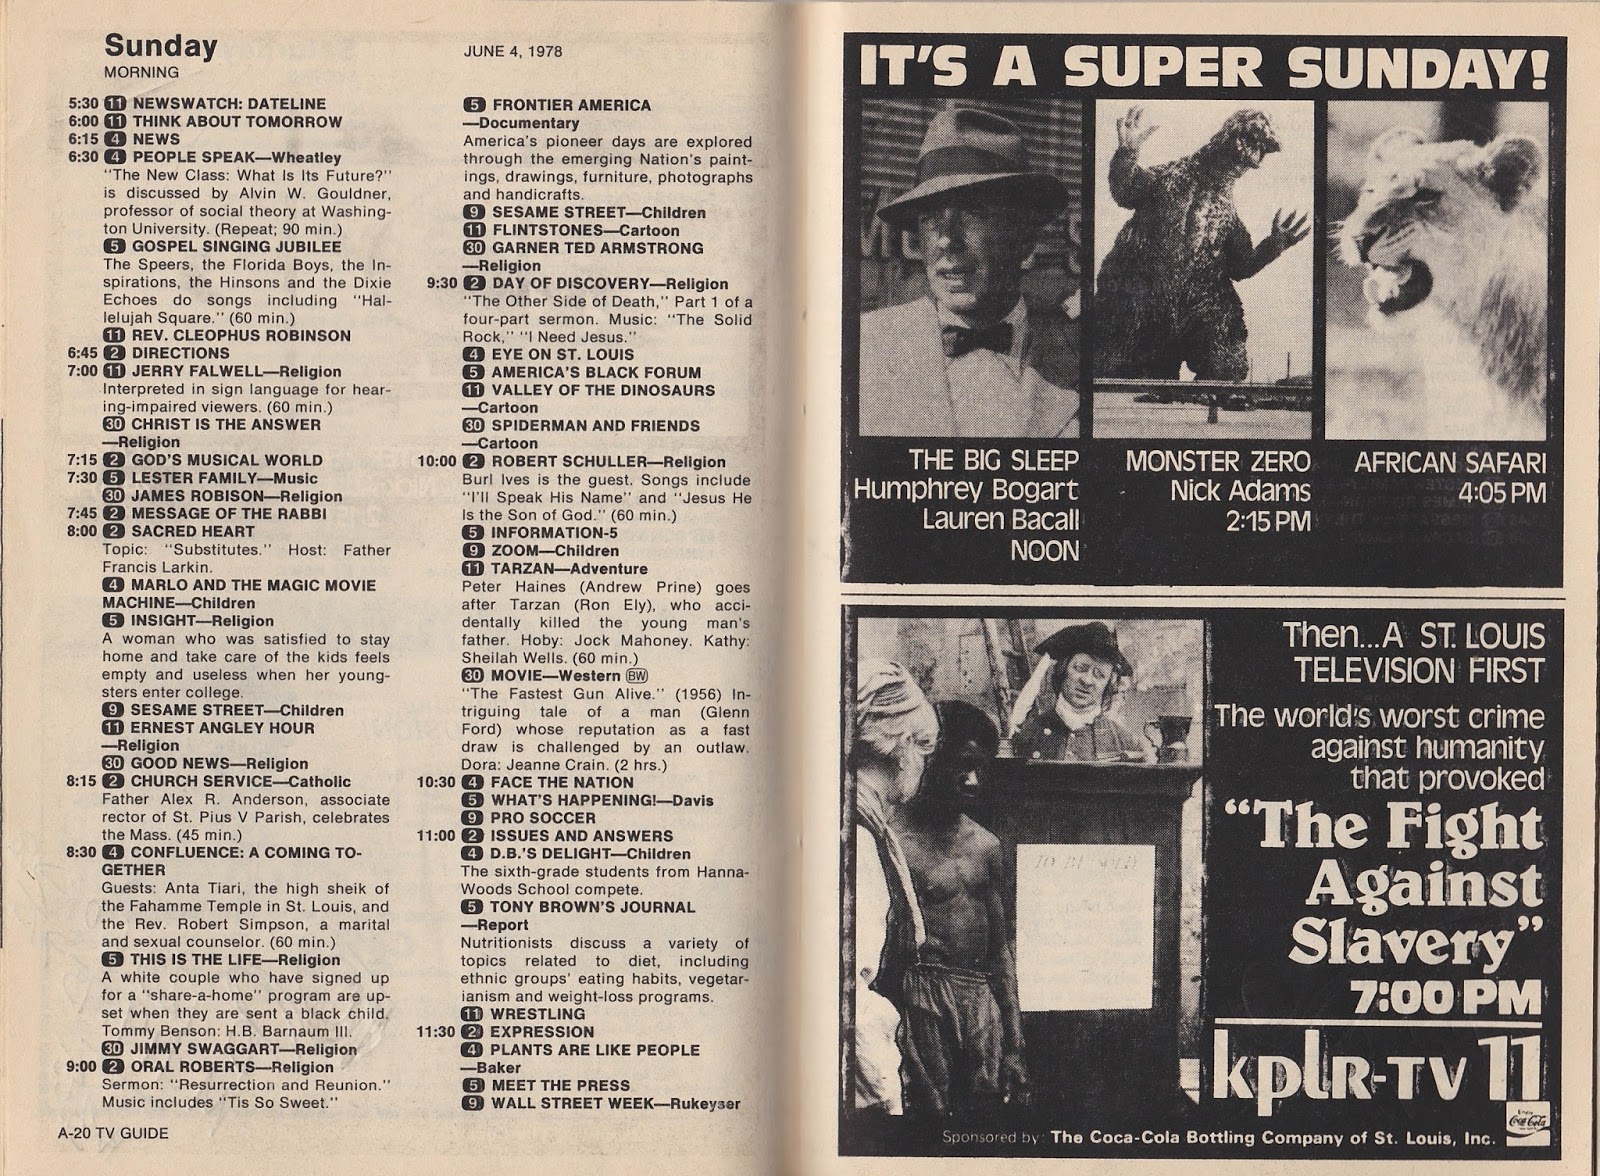 Sunday
MORNING
JUNE 4, 1978
5:30 11 NEWSWATCH: DATELINE
6:00 11 THINK ABOUT TOMORROW
6:15 4 NEWS
6:30 4 PEOPLE SPEAK—Wheatley
"The New Class: What Is Its Future?"
is discussed by Alvin W. Gouldner,
professor of social theory at Washing-
ton University. (Repeat; 90 min.)
5 GOSPEL SINGING JUBILEE
The Speers, the Florida Boys, the In-
spirations, the Hinsons and the Dixie
Echoes do songs including "Hal-
lelujah Square." (60 min.)
11 REV. CLEOPHUS ROBINSON
6:45 2 DIRECTIONS
7:00 11 JERRY FALWELL—Religion
Interpreted in sign language for hear-
ing-impaired viewers. (60 min.)
30 CHRIST IS THE ANSWER
—Religion
7:15 2 GOD'S MUSICAL WORLD
7:30 5 LESTER FAMILY—Music
30 JAMES ROBISON—Religion
7:45 2 MESSAGE OF THE RABBI
8:00 2 SACRED HEART
Topic: "Substitutes." Host: Father
Francis Larkin.
4 MARLO AND THE MAGIC MOVIE
MACHINE—Children
5 INSIGHT—Religion
A woman who was satisfied to stay
home and take care of the kids feels
empty and useless when her young-
sters enter college.
9 SESAME STREET—Children
11 ERNEST ANGLEY HOUR
—Religion
30 GOOD NEWS—Religion
8:15 2 CHURCH SERVICE—Catholic
Father Alex R. Anderson, associate
rector of St. Pius V Parish, celebrates
the Mass. (45 min.)
8:30 4 CONFLUENCE: A COMING TO-
GETHER
Guests: Anta Tiari, the high sheik of
the Fahamme Temple in St. Louis, and
the Rev. Robert Simpson, a marital
and sexual counselor. (60 min.)
5 THIS IS THE LIFE—Religion
A white couple who have signed up
for a "share-a-home" program are up-
set when they are sent a black child.
Tommy Benson: H.B. Barnaum III.
30 JIMMY SWAGGART—Religion
9:00 2 ORAL ROBERTS—Religion
Sermon: "Resurrection and Reunion."
Music includes "Tis So Sweet."
A-20 TV GUIDE
5 FRONTIER AMERICA
—Documentary
America's pioneer days are explored
through the emerging Nation's paint-
ings, drawings, furniture, photographs
and handicrafts.
9 SESAME STREET—Children
11 FLINTSTONES—Cartoon
30 GARNER TED ARMSTRONG
—Religion
9:30 2 DAY OF DISCOVERY—Religion
"The Other Side of Death," Part 1 of a
four-part sermon. Music: "The Solid
Rock," "I Need Jesus."
4 EYE ON ST. LOUIS
5 AMERICA'S BLACK FORUM
11 VALLEY OF THE DINOSAURS
—Cartoon
30 SPIDERMAN AND FRIENDS
—Cartoon
10:00 2 ROBERT SCHULLER—Religion
Burl Ives is the guest. Songs include
"I'll Speak His Name" and "Jesus He
Is the Son of God." (60 min.)
5 INFORMATION-5
9 ZOOM—Children
11 TARZAN—Adventure
Peter Haines (Andrew Prine) goes
after Tarzan (Ron Ely), who acci-
dentally killed the young man's
father. Hoby: Jock Mahoney. Kathy:
Sheilah Wells. (60 min.)
30 MOVIE—Western BW
"The Fastest Gun Alive." (1956) In-
triguing tale of a man (Glenn
Ford) whose reputation as a fast
draw is challenged by an outlaw.
Dora: Jeanne Crain. (2 hrs.)
10:30 4 FACE THE NATION
5 WHAT'S HAPPENING!—Davis
9 PRO SOCCER
11:00 2 ISSUES AND ANSWERS
4 D.B.'S DELIGHT—Children
The sixth-grade students from Hanna-
Woods School compete.
5 TONY BROWN'S JOURNAL
—Report
Nutritionists discuss a variety of
topics related to diet, including
ethnic groups' eating habits, vegetar-
ianism and weight-loss programs.
11 WRESTLING
11:30 2 EXPRESSION
4 PLANTS ARE LIKE PEOPLE
—Baker
5 MEET THE PRESS
9 WALL STREET WEEK—Rukeyser
IT'S A SUPER SUNDAY!
THE BIG SLEEP
Humphrey Bogart
Lauren Bacall
NOON
MONSTER ZERO
Nick Adams
2:15 PM
AFRICAN SAFARI
4:05 PM
Then...A ST. LOUIS
TELEVISION FIRST
The world's worst crime
against humanity
that provoked
"The Fight
Against
Slavery"
7:00 PM
kplr-TV 11
TO BE SOLD
Enjoy
Coca-Cola
Sponsored by: The Coca-Cola Bottling Company of St. Louis, Inc.